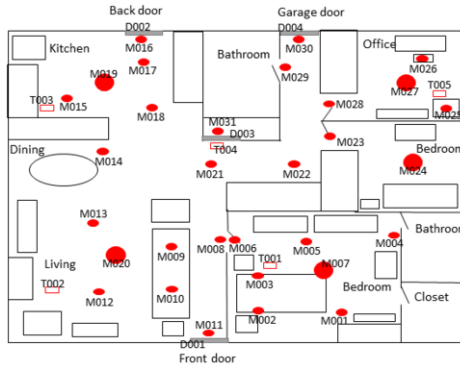 Back door
Garage door
D002
D004
M016
M030
Office
Kitchen
Bathroom
M017
M026
M019
M029
M027
T005
T003
M015
M018
M028
M025
M031
D003
M023
Dining
M014
T004
Bedroom
M021
M022
M024
M013
Bathroom
M008
M006
M005
M004
M009
Living
M020
T001
M007
T002
M003
Bedroom
M012
M010
Closet
M011
M002
M001
D001
Front door